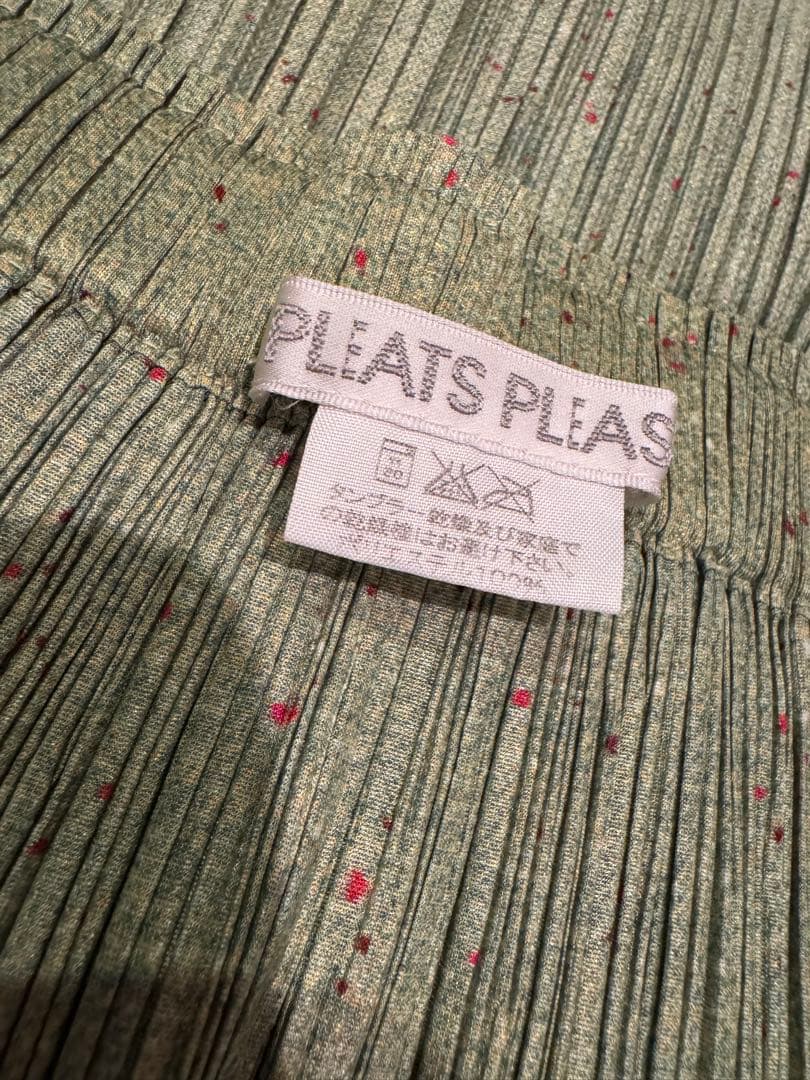 PLEATS PLEAS
タンブラー乾燥及び家庭で
の乾燥機はお避け下さい。
ポリエステル100%